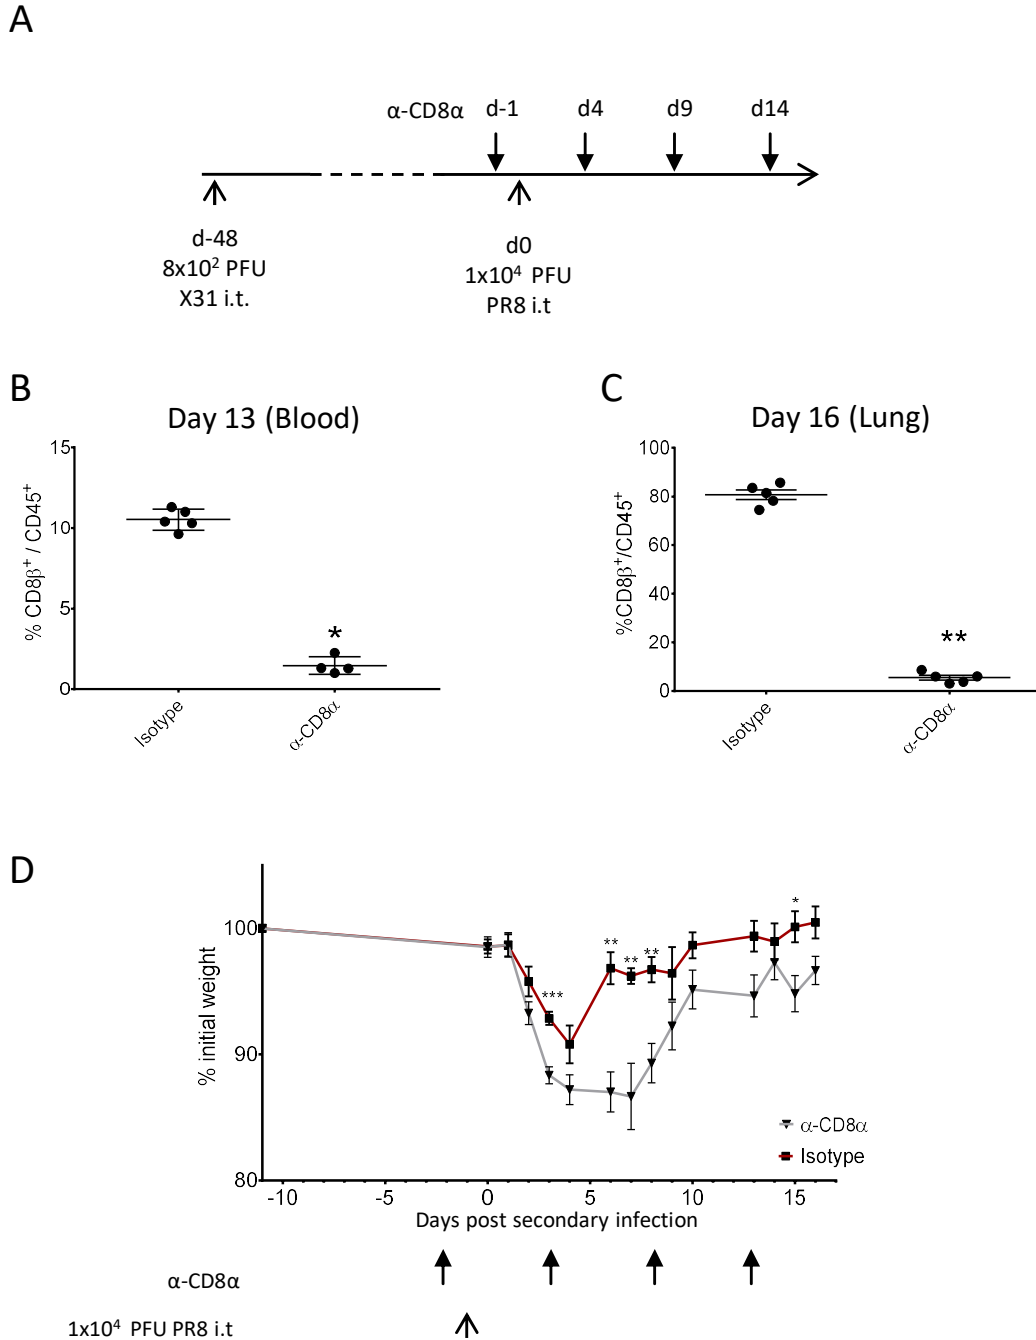 A
α-CD8α d-1 d4 d9 d14
d-48
8x10² PFU
X31 i.t.
d0
1x10⁴ PFU
PR8 i.t
B
Day 13 (Blood)
% CD8β⁺ / CD45⁺
15
10
5
0
*
Isotype
α-CD8α
C
Day 16 (Lung)
%CD8β⁺/CD45⁺
100
80
60
40
20
0
**
Isotype
α-CD8α
D
% initial weight
100
90
80
***
**
**
**
*
α-CD8α
Isotype
-10 -5 0 5 10 15
Days post secondary infection
α-CD8α
1x10⁴ PFU PR8 i.t